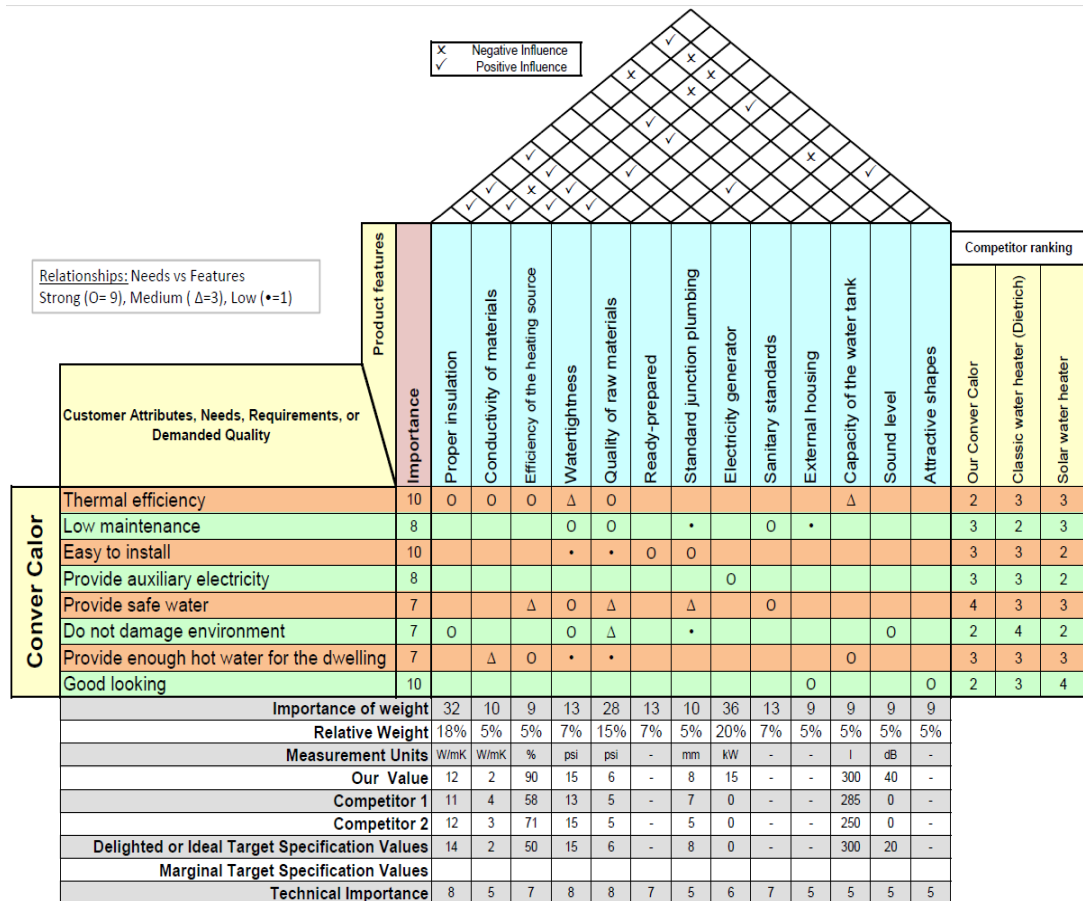 x Negative Influence
✓ Positive Influence
Relationships: Needs vs Features
Strong (O= 9), Medium ( Δ=3), Low (•=1)
Product features
Importance
Proper insulation
Conductivity of materials
Efficiency of the heating source
Watertightness
Quality of raw materials
Ready-prepared
Standard junction plumbing
Electricity generator
Sanitary standards
External housing
Capacity of the water tank
Sound level
Attractive shapes
Competitor ranking
Our Conver Calor
Classic water heater (Dietrich)
Solar water heater
Customer Attributes, Needs, Requirements, or
Demanded Quality
Conver Calor
Thermal efficiency 10 O O O Δ O Δ 2 3 3
Low maintenance 8 O O • O • 3 2 3
Easy to install 10 • • O O 3 3 2
Provide auxiliary electricity 8 O 3 3 2
Provide safe water 7 Δ O Δ Δ O 4 3 3
Do not damage environment 7 O O Δ • O 2 4 2
Provide enough hot water for the dwelling 7 Δ O • • O 3 3 3
Good looking 10 O O 2 3 4
Importance of weight 32 10 9 13 28 13 10 36 13 9 9 9 9
Relative Weight 18% 5% 5% 7% 15% 7% 5% 20% 7% 5% 5% 5% 5%
Measurement Units W/mK W/mK % psi psi - mm kW - - l dB -
Our Value 12 2 90 15 6 - 8 15 - - 300 40 -
Competitor 1 11 4 58 13 5 - 7 0 - - 285 0 -
Competitor 2 12 3 71 15 5 - 5 0 - - 250 0 -
Delighted or Ideal Target Specification Values 14 2 50 15 6 - 8 0 - - 300 20 -
Marginal Target Specification Values
Technical Importance 8 5 7 8 8 7 5 6 7 5 5 5 5